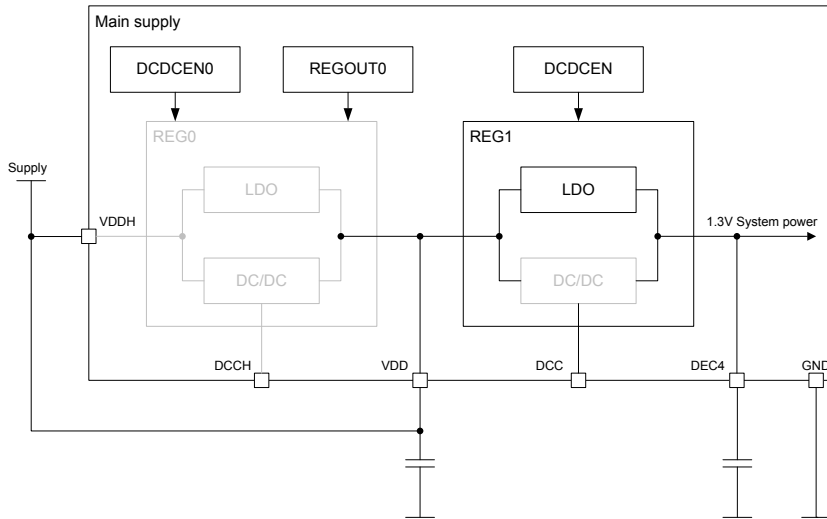 Main supply
DCDCEN0
REGOUT0
DCDCEN
REG0
REG1
Supply
LDO
LDO
VDDH
1.3V System power
DC/DC
DC/DC
DCCH
VDD
DCC
DEC4
GND